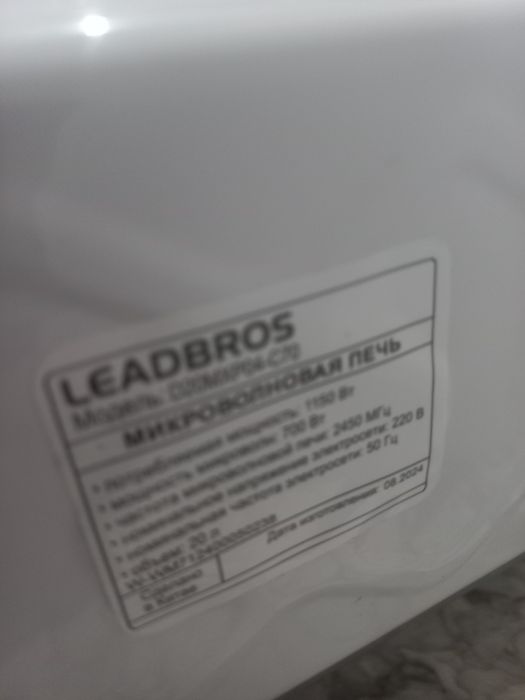 LEADBROS
Модель:
МИКРОВОЛНОВАЯ ПЕЧЬ
• потребляемая мощность: 1150 Вт
• мощность микроволн: 700 Вт
• частота микроволновой печи: 2450 МГц
• номинальное напряжение электросети: 220 В
• номинальная частота электросети: 50 Гц
• объем: 20 л
Сделано в Китае
Дата изготовления: 08.2024